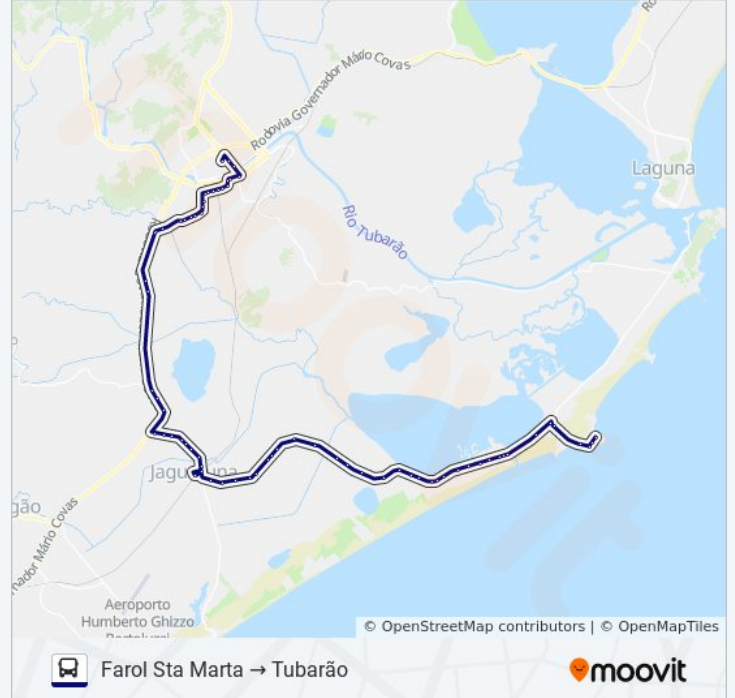 Rodovia Governador Mário Covas
Laguna
Rio Tubarão
Jaguaruna
gão
nador Mário Covas
Aeroporto
Humberto Ghizzo
© OpenStreetMap contributors | © OpenMapTiles
Farol Sta Marta → Tubarão
moovit